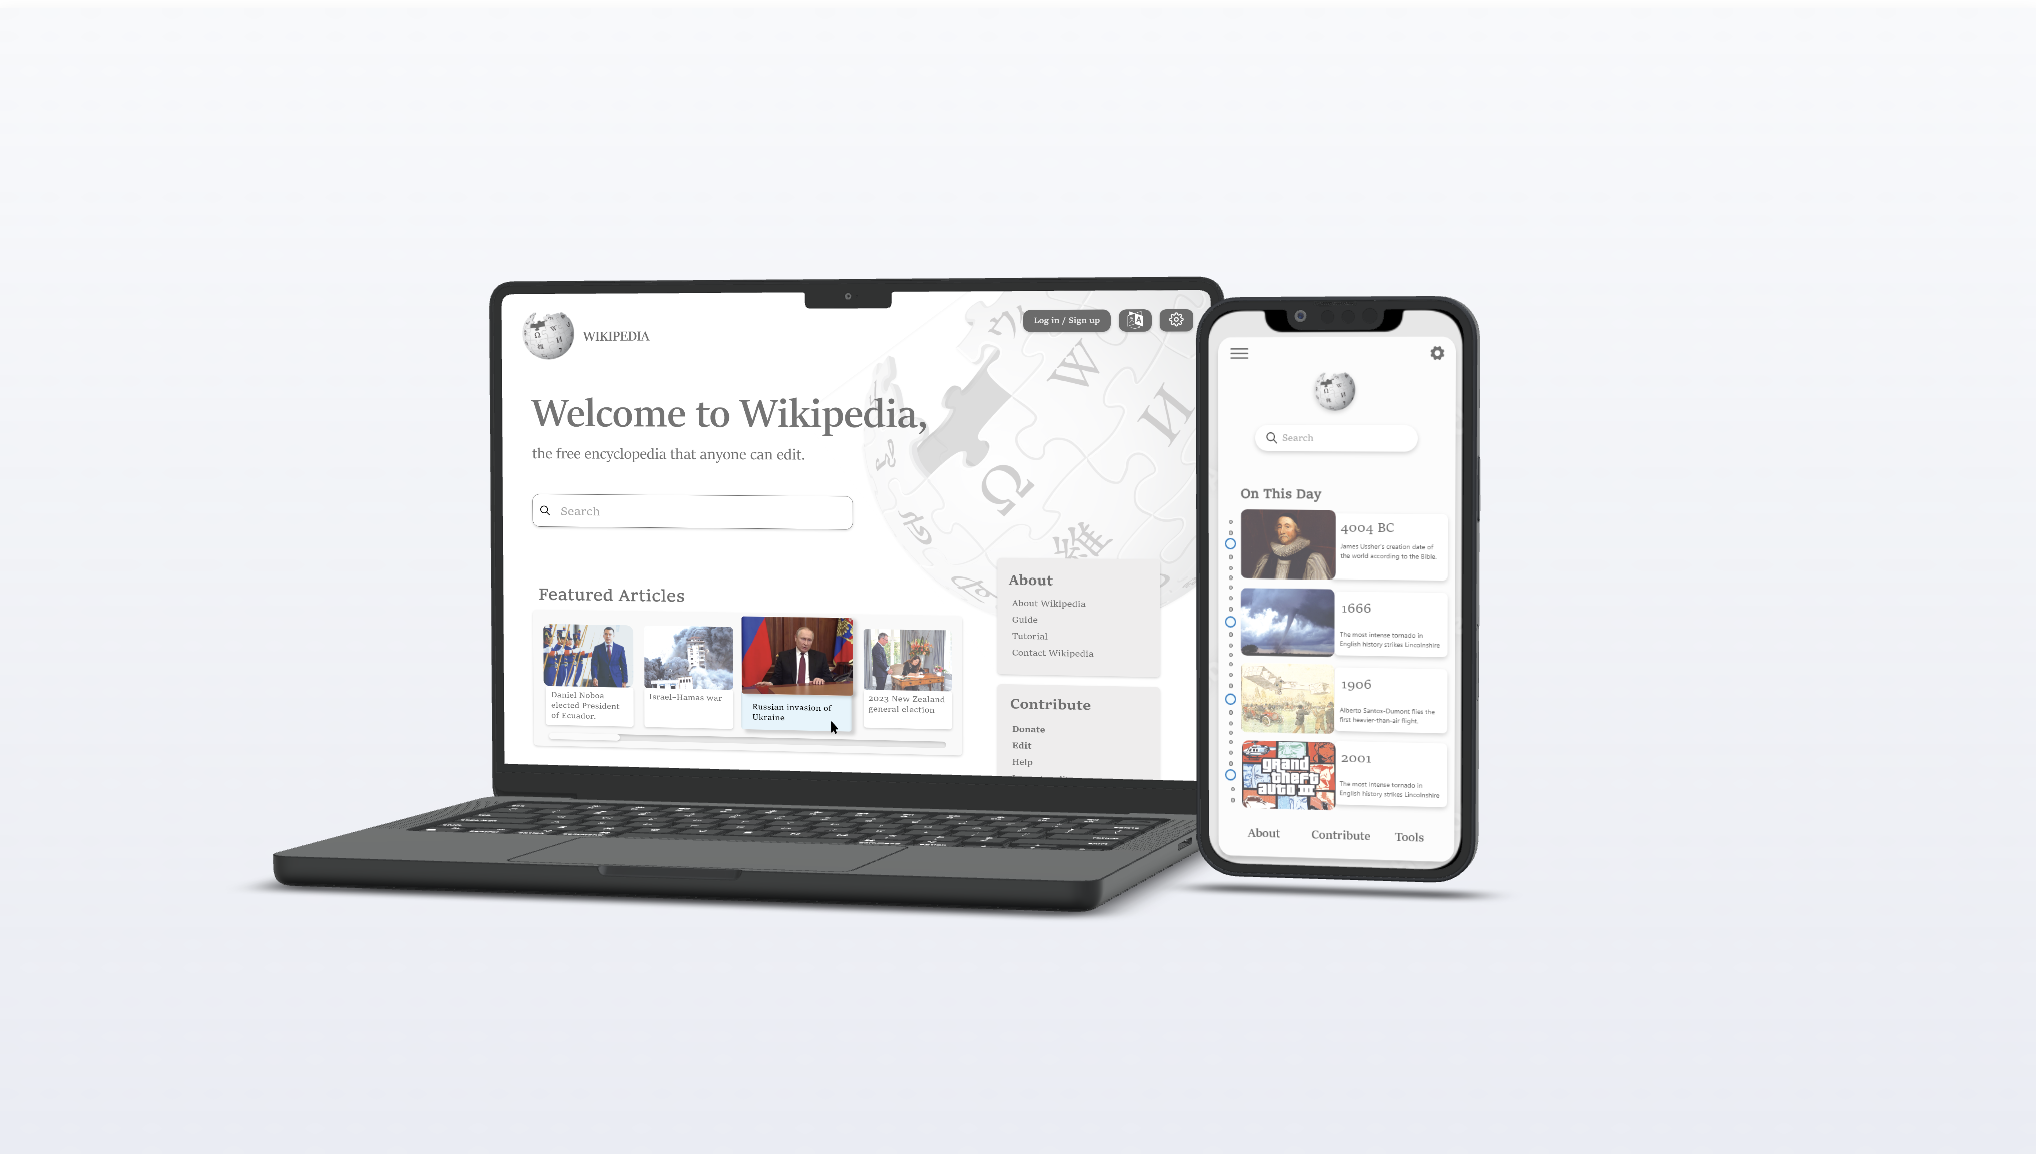 WIKIPEDIA
Log in / Sign up
Welcome to Wikipedia,
the free encyclopedia that anyone can edit.
Search
Featured Articles
Daniel Noboa
elected President
of Ecuador.
Israel–Hamas war
Russian invasion of
Ukraine
2023 New Zealand
general election
About
About Wikipedia
Guide
Tutorial
Contact Wikipedia
Contribute
Donate
Edit
Help
W
И
Ω
維
Search
On This Day
4004 BC
James Ussher's creation date of
the world according to the Bible.
1666
The most intense tornado in
English history strikes Lincolnshire
1906
Alberto Santos-Dumont flies the
first heavier-than-air flight.
grand
theft
auto III
2001
The most intense tornado in
English history strikes Lincolnshire
About
Contribute
Tools